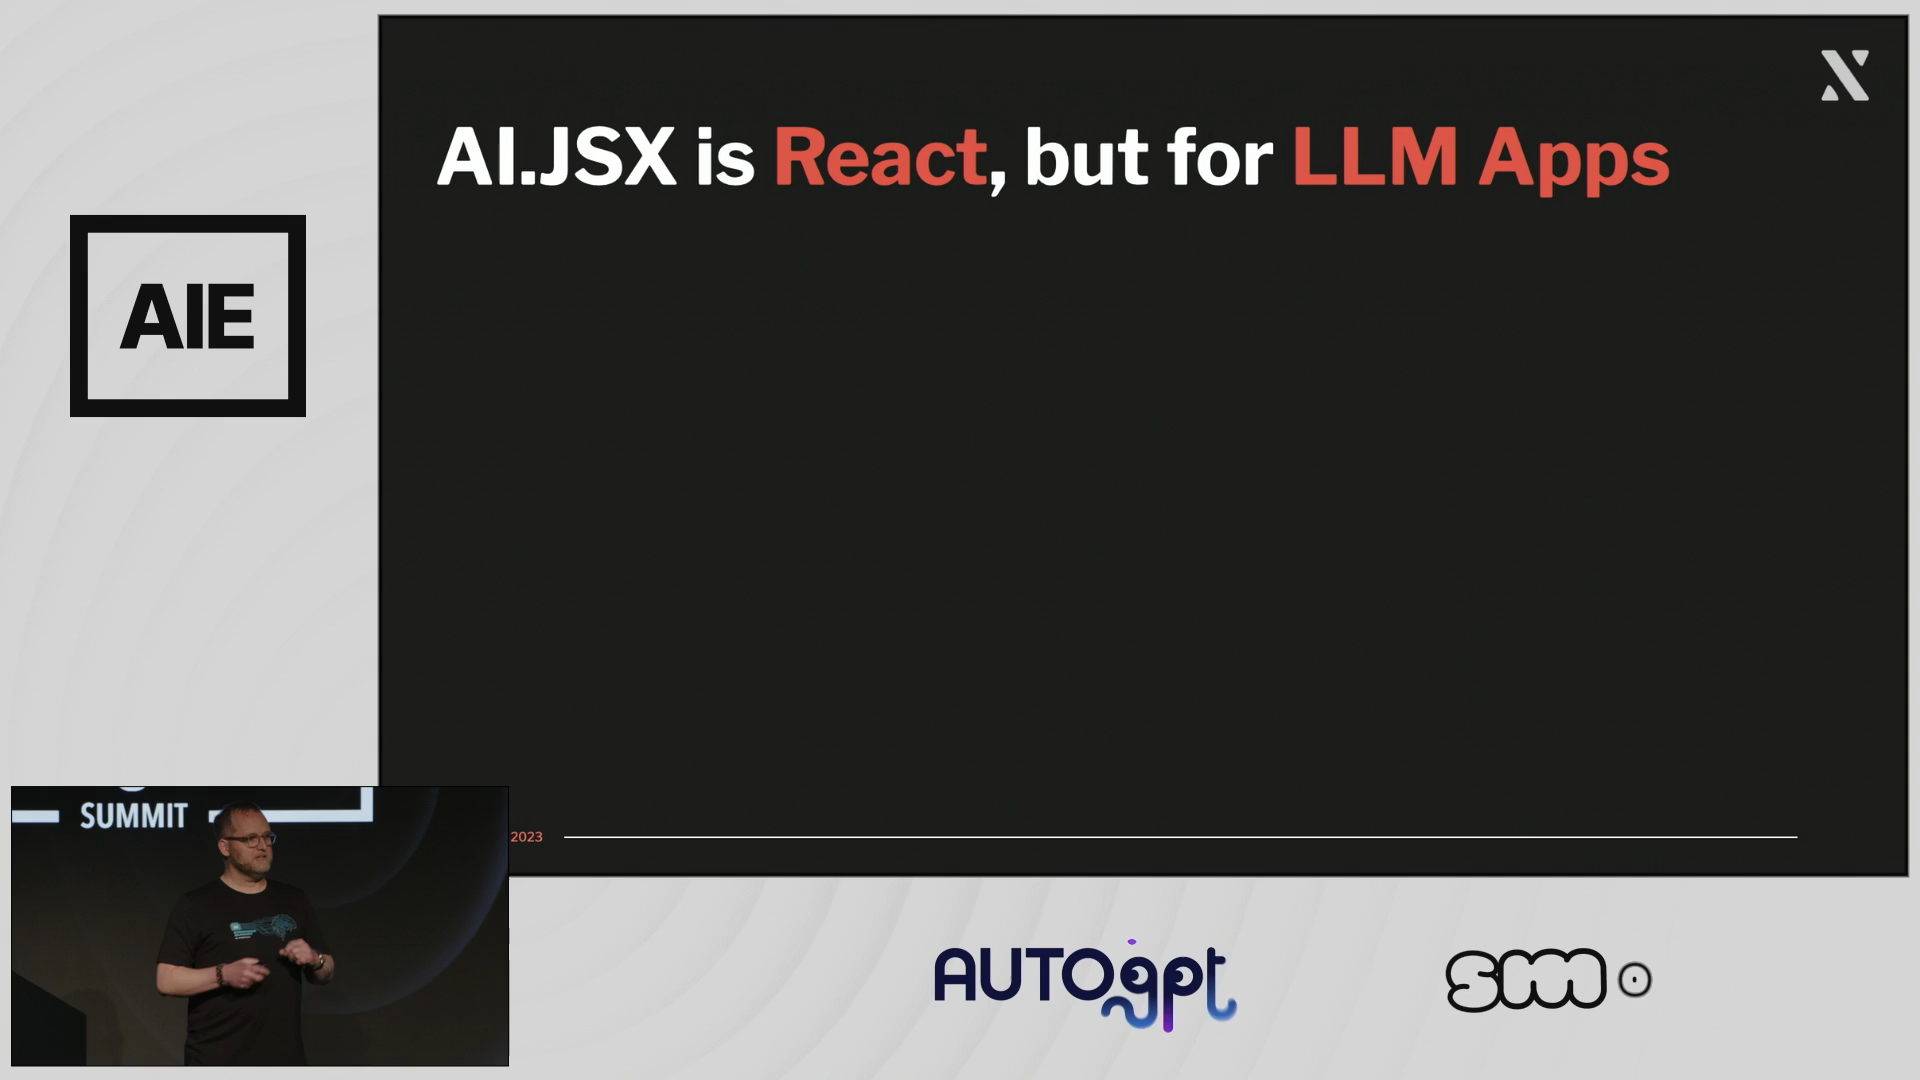 AI.JSX is React, but for LLM Apps
AIE
SUMMIT
2023
AUTOgpt